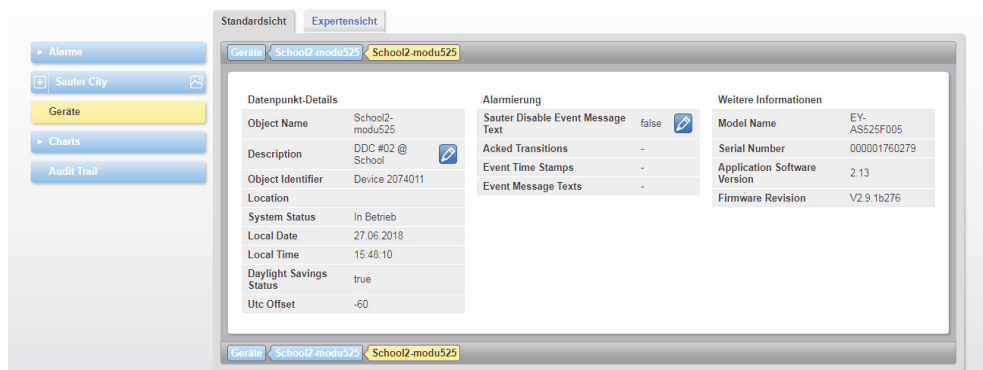 Standardsicht Expertensicht
Alarme
Sauter City
Geräte
Charts
Audit Trail
Geräte School2-modu525 School2-modu525
Datenpunkt-Details
Object Name School2-
modu525
Description DDC #02 @
School
Object Identifier Device 2074011
Location
System Status In Betrieb
Local Date 27.06.2018
Local Time 15:48:10
Daylight Savings
Status true
Utc Offset -60
Alarmierung
Sauter Disable Event Message
Text false
Acked Transitions -
Event Time Stamps -
Event Message Texts -
Weitere Informationen
Model Name EY-
AS525F005
Serial Number 000001760279
Application Software
Version 2.13
Firmware Revision V2.9.1b276
Geräte School2-modu525 School2-modu525